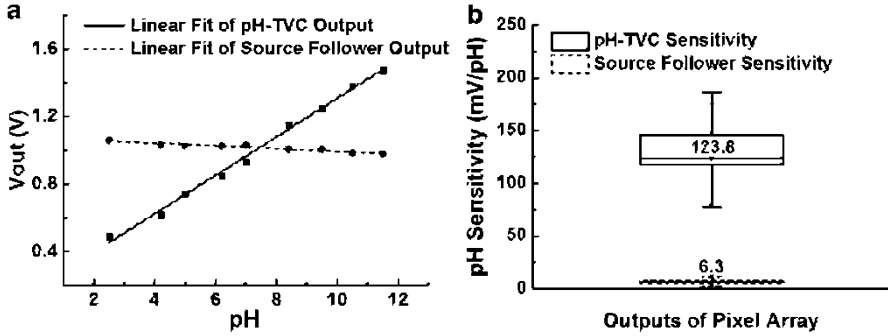 a
Linear Fit of pH-TVC Output
Linear Fit of Source Follower Output
Vout (V)
1.6
1.2
0.8
0.4
2 4 6 8 10 12
pH
b
pH-TVC Sensitivity
Source Follower Sensitivity
pH Sensitivity (mV/pH)
250
200
150
100
50
0
123.8
6.3
Outputs of Pixel Array